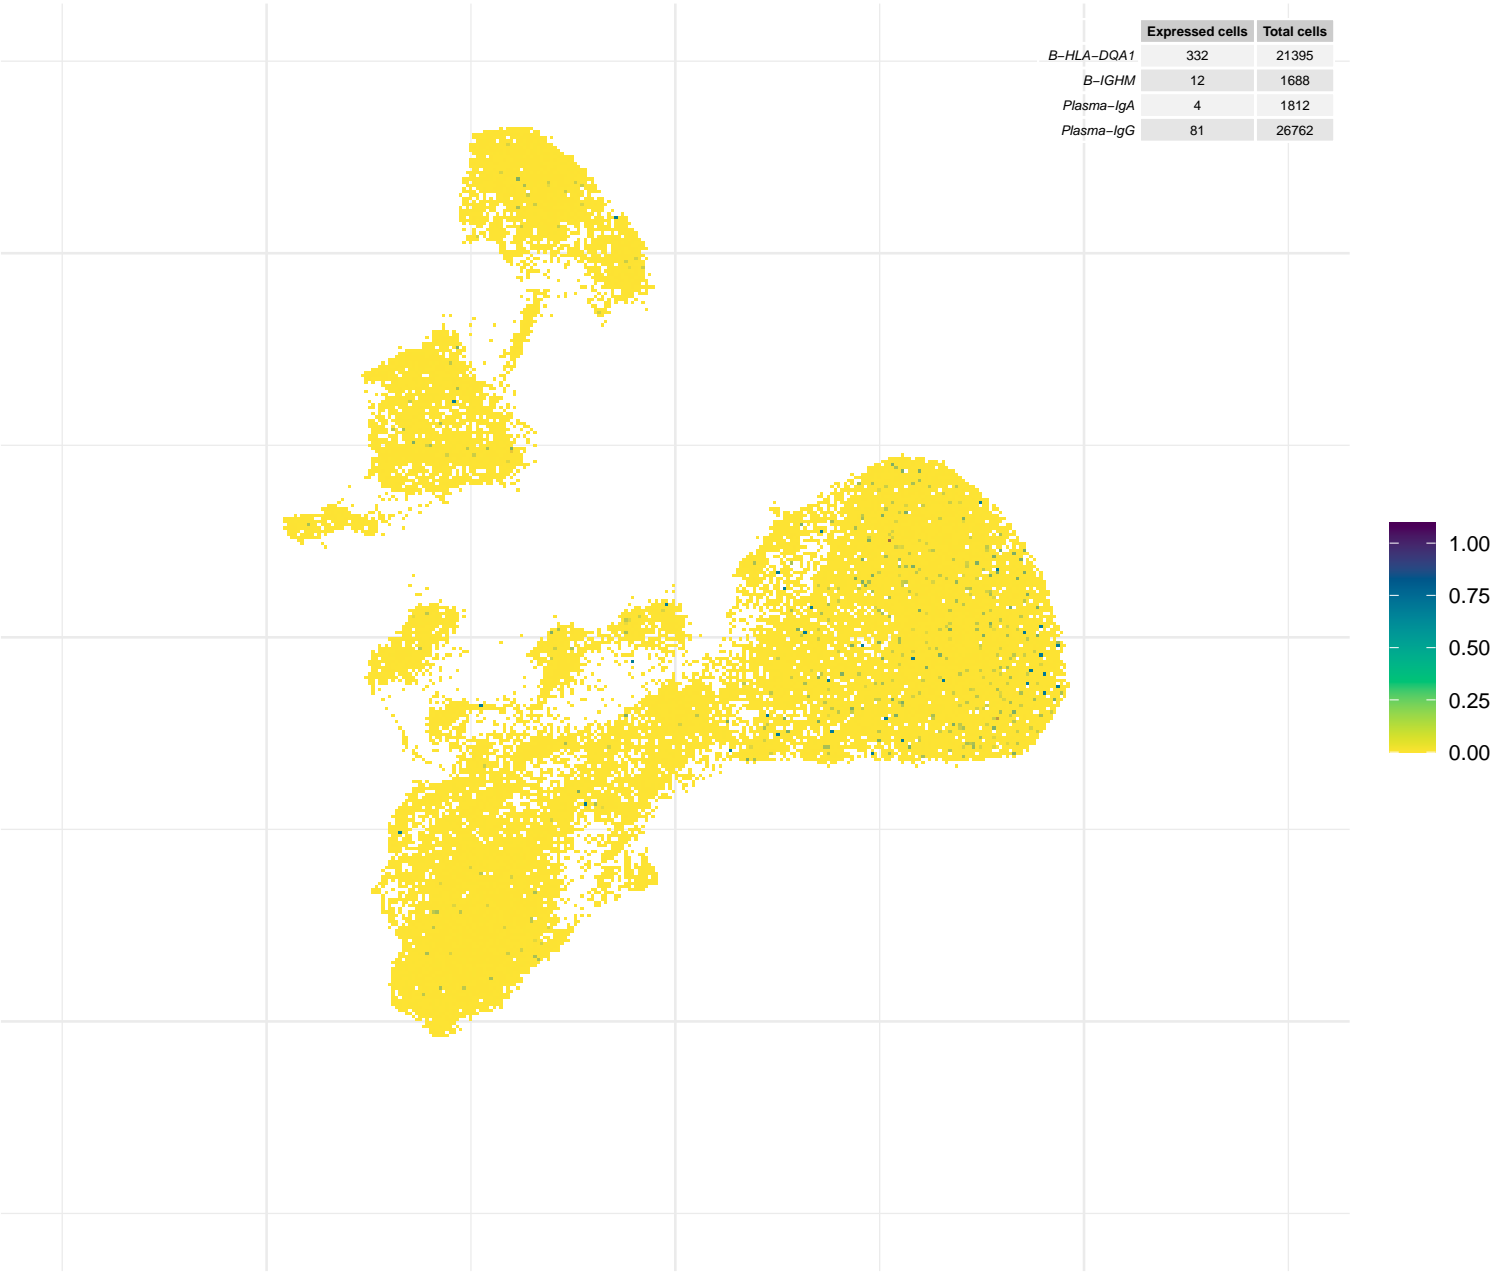 Expressed cells Total cells
B−HLA−DQA1 332 21395
B−IGHM 12 1688
Plasma−IgA 4 1812
Plasma−IgG 81 26762
1.00
0.75
0.50
0.25
0.00